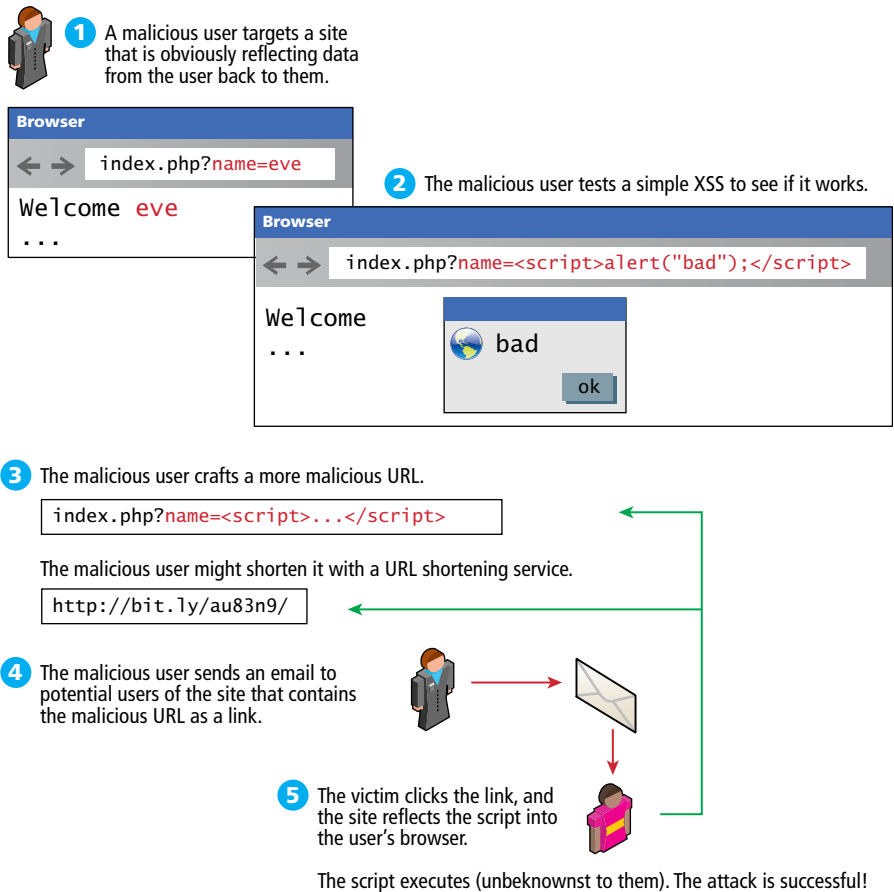 1 A malicious user targets a site
that is obviously reflecting data
from the user back to them.
Browser
index.php?name=eve
Welcome eve
...
2 The malicious user tests a simple XSS to see if it works.
Browser
index.php?name=<script>alert("bad");</script>
Welcome
...
bad
ok
3 The malicious user crafts a more malicious URL.
index.php?name=<script>...</script>
The malicious user might shorten it with a URL shortening service.
http://bit.ly/au83n9/
4 The malicious user sends an email to
potential users of the site that contains
the malicious URL as a link.
5 The victim clicks the link, and
the site reflects the script into
the user's browser.
The script executes (unbeknownst to them). The attack is successful!